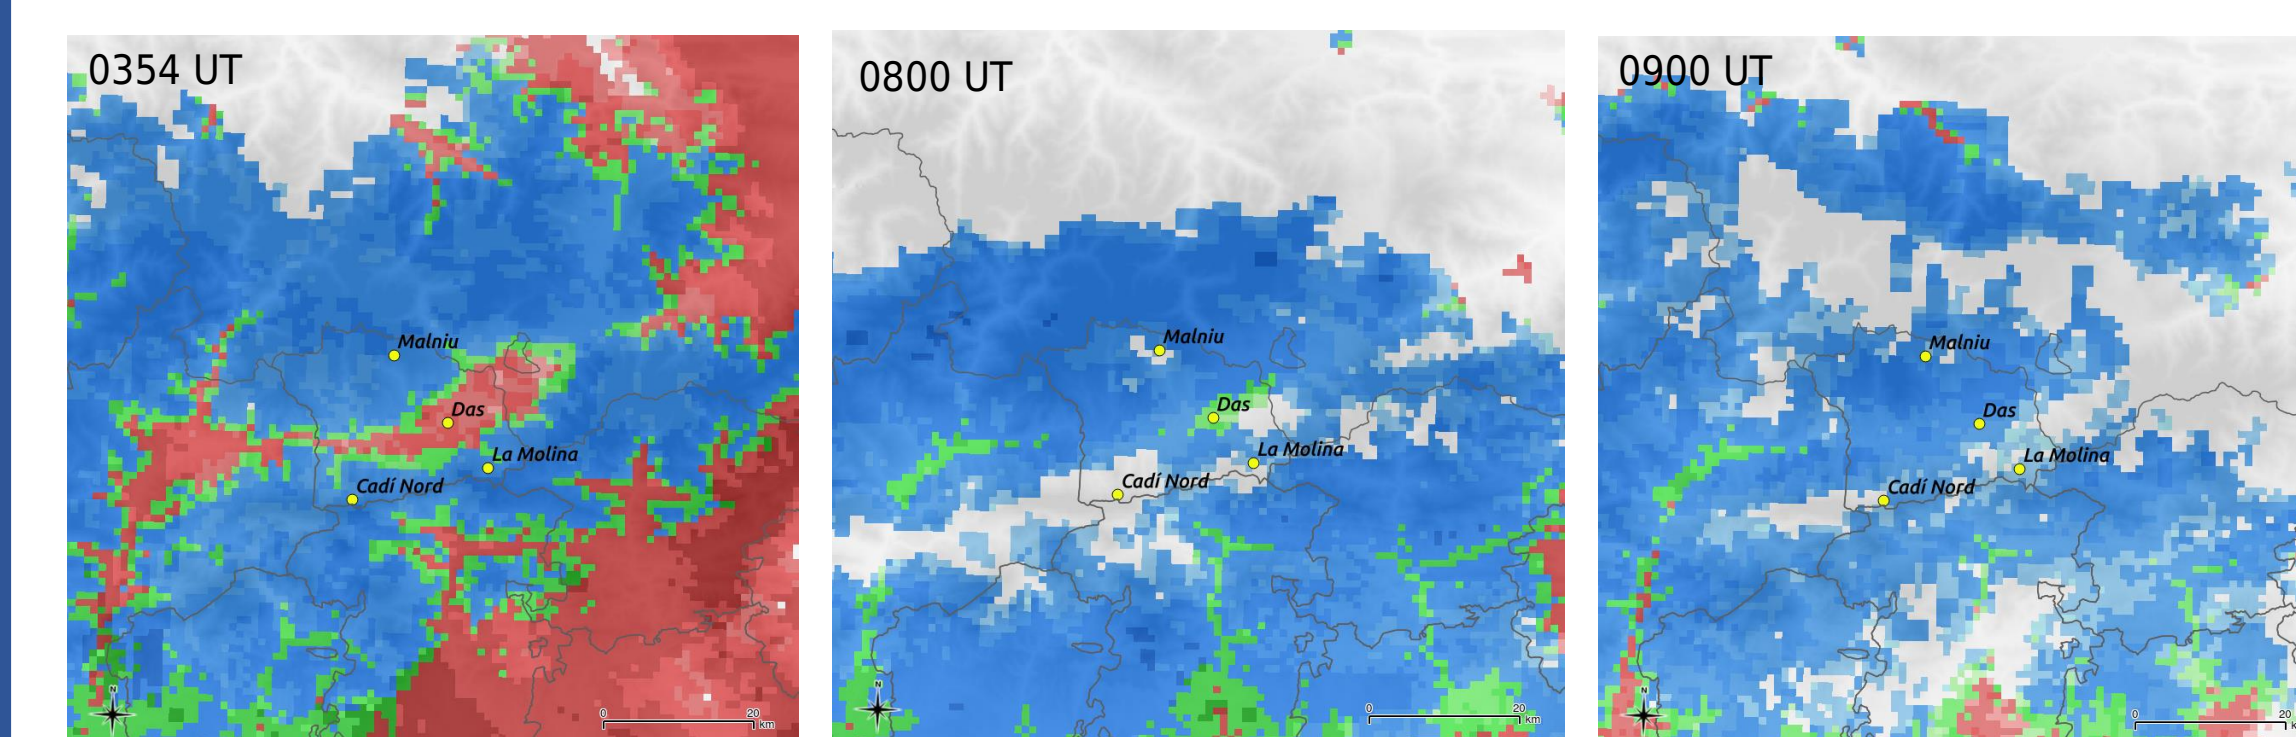 0354 UT
Malniu
Das
La Molina
Cadí Nord
N
0 20
km
0800 UT
Malniu
Das
La Molina
Cadí Nord
N
0 20
km
0900 UT
Malniu
Das
La Molina
Cadí Nord
N
0 20